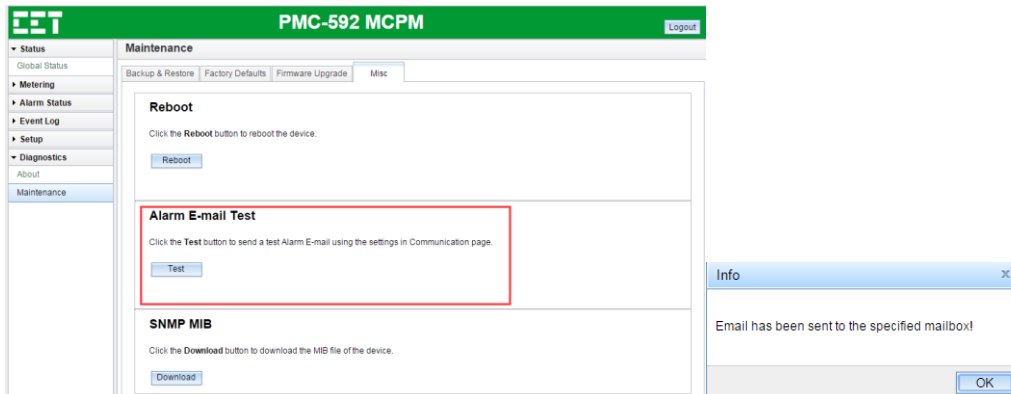 CET
PMC-592 MCPM
Logout
Status
Global Status
Metering
Alarm Status
Event Log
Setup
Diagnostics
About
Maintenance
Maintenance
Backup & Restore
Factory Defaults
Firmware Upgrade
Misc
Reboot
Click the Reboot button to reboot the device.
Reboot
Alarm E-mail Test
Click the Test button to send a test Alarm E-mail using the settings in Communication page.
Test
SNMP MIB
Click the Download button to download the MIB file of the device.
Download
Info
x
Email has been sent to the specified mailbox!
OK